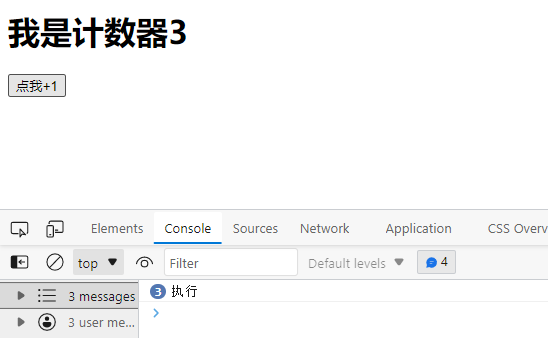 我是计数器3
点我+1
Elements Console Sources Network Application CSS Overv
top Filter Default levels 4
3 messages 3 执行
3 user me...